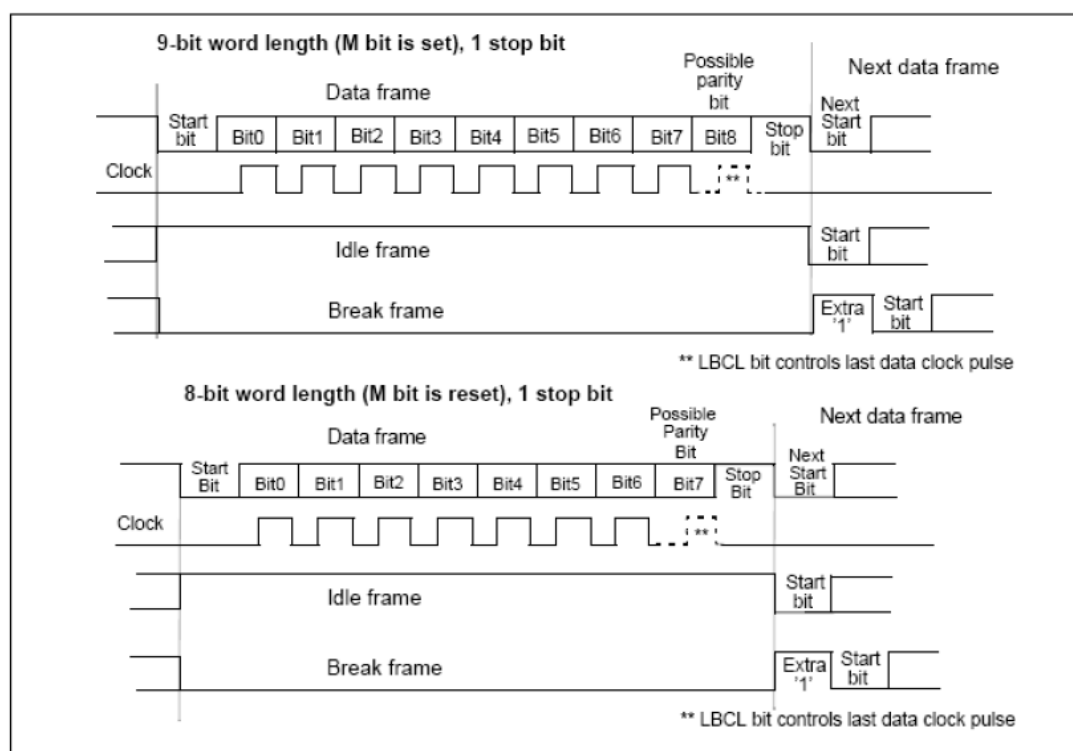 9-bit word length (M bit is set), 1 stop bit
Possible
parity
bit
Next data frame
Data frame
Start
bit
Bit0
Bit1
Bit2
Bit3
Bit4
Bit5
Bit6
Bit7
Bit8
Stop
bit
Next
Start
bit
Clock
**
Idle frame
Start
bit
Break frame
Extra
'1'
Start
bit
** LBCL bit controls last data clock pulse
8-bit word length (M bit is reset), 1 stop bit
Possible
Parity
Bit
Next data frame
Data frame
Start
Bit
Bit0
Bit1
Bit2
Bit3
Bit4
Bit5
Bit6
Bit7
Stop
Bit
Next
Start
Bit
Clock
**
Idle frame
Start
bit
Break frame
Extra
'1'
Start
bit
** LBCL bit controls last data clock pulse